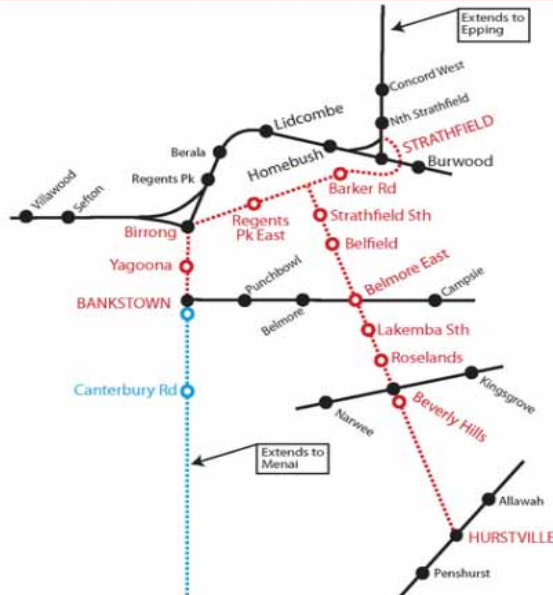 Extends to
Epping
Concord West
Nth Strathfield
STRATHFIELD
Lidcombe
Homebush
Burwood
Berala
Regents Pk
Barker Rd
Villawood
Sefton
Birrong
Regents
Pk East
Strathfield Sth
Belfield
Yagoona
BANKSTOWN
Punchbowl
Belmore
Belmore East
Campsie
Lakemba Sth
Roselands
Canterbury Rd
Kingsgrove
Narwee
Beverly Hills
Extends to
Menai
Allawah
HURSTVILLE
Penshurst